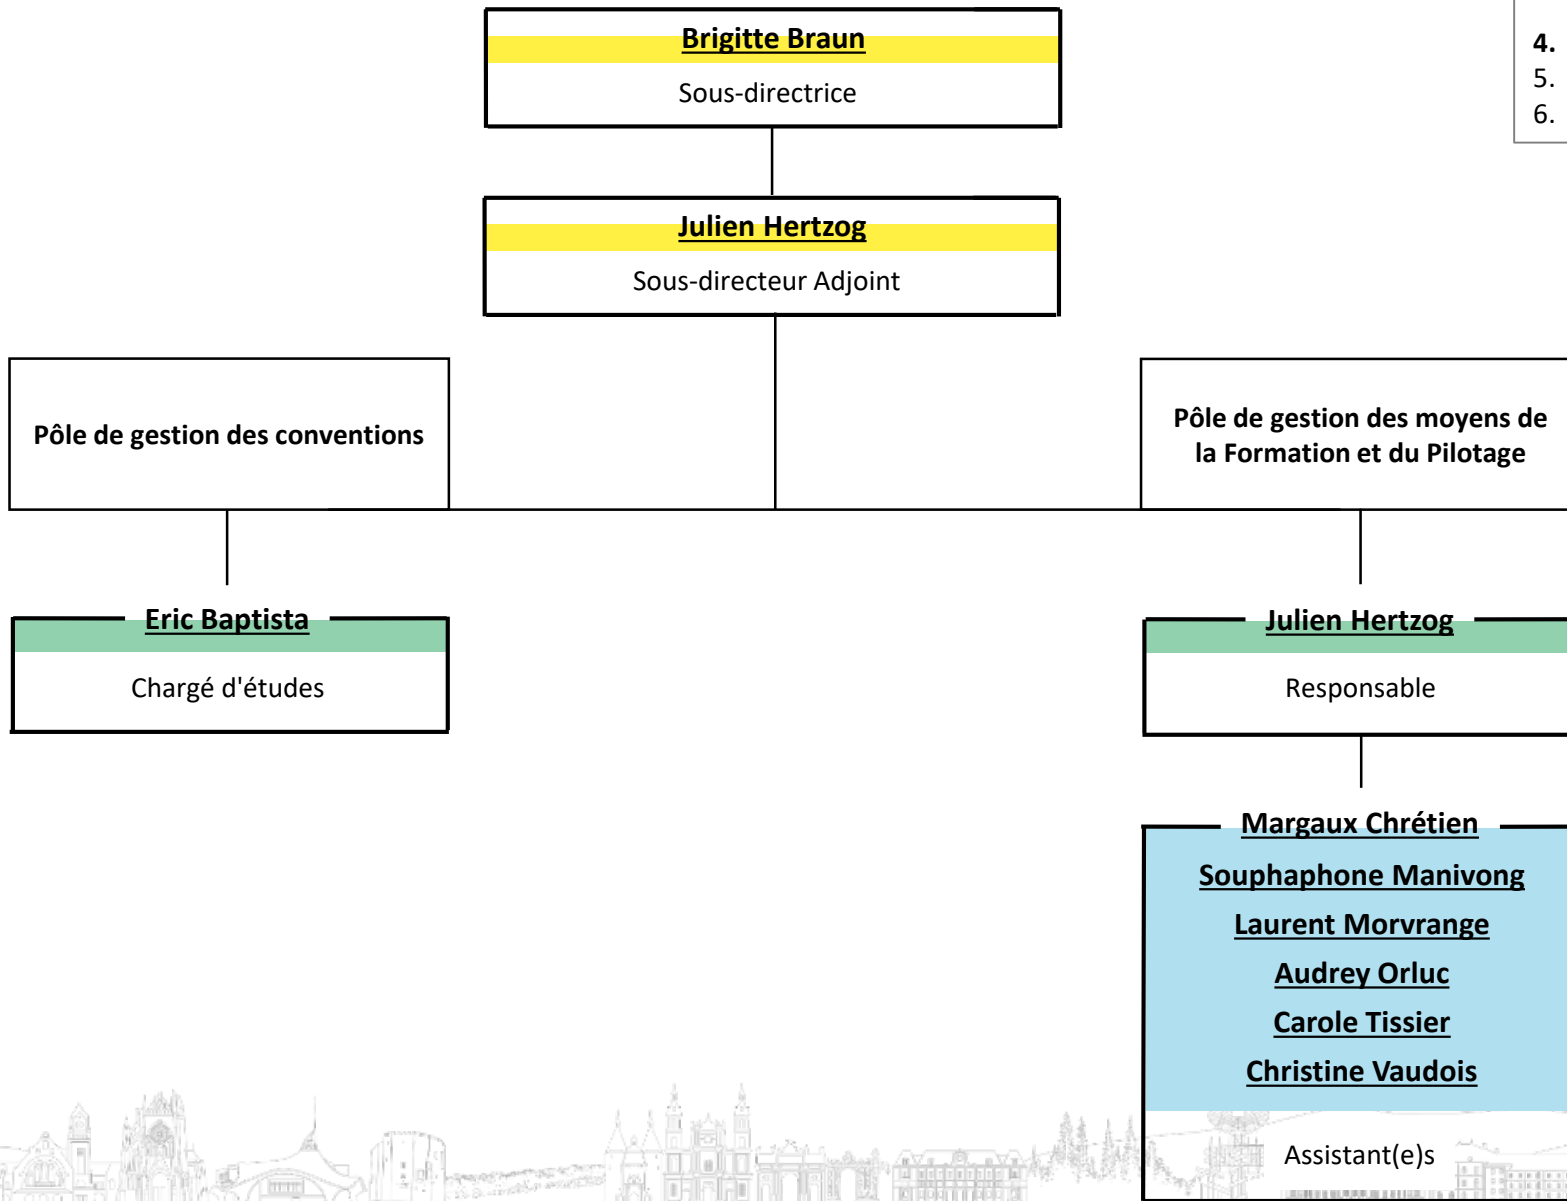 Brigitte Braun
Sous-directrice
4.
5.
6.
Julien Hertzog
Sous-directeur Adjoint
Pôle de gestion des conventions
Pôle de gestion des moyens de
la Formation et du Pilotage
Eric Baptista
Chargé d'études
Julien Hertzog
Responsable
Margaux Chrétien
Souphaphone Manivong
Laurent Morvrange
Audrey Orluc
Carole Tissier
Christine Vaudois
Assistant(e)s